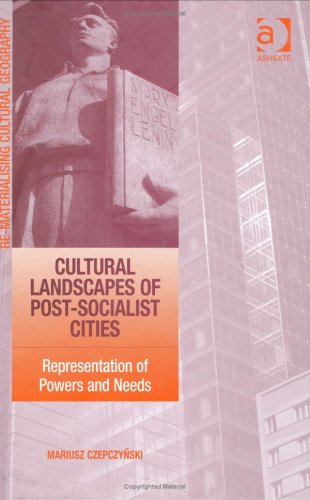 RE-MATERIALISING CULTURAL GEOGRAPHY
a
ASHGATE
MARX
ENGEL
LENIN
CULTURAL
LANDSCAPES OF
POST-SOCIALIST
CITIES
Representation of
Powers and Needs
MARIUSZ CZEPCZYŃSKI